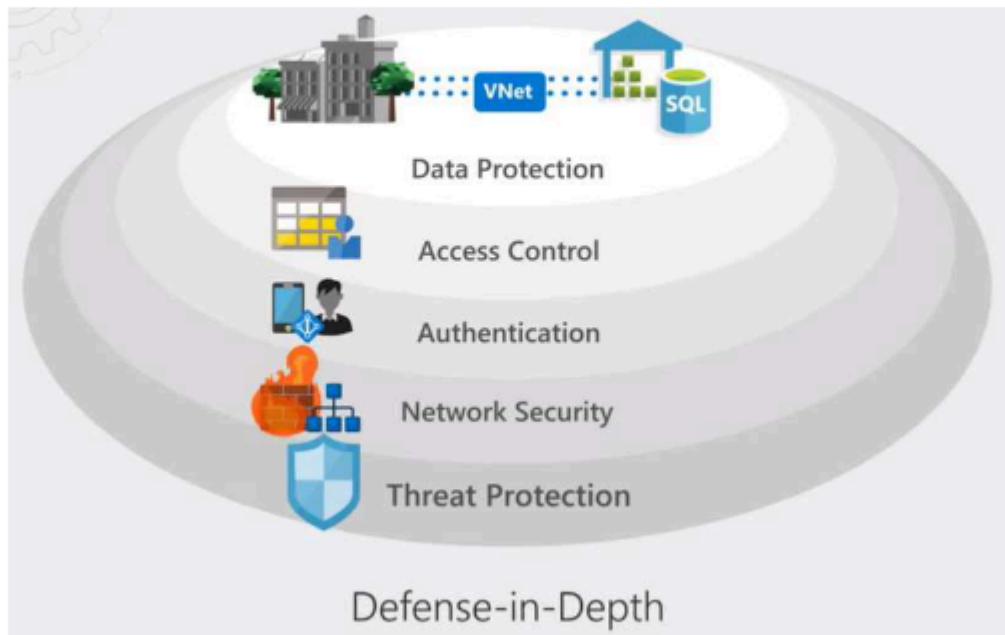 VNet
SQL
Data Protection
Access Control
Authentication
Network Security
Threat Protection
Defense-in-Depth